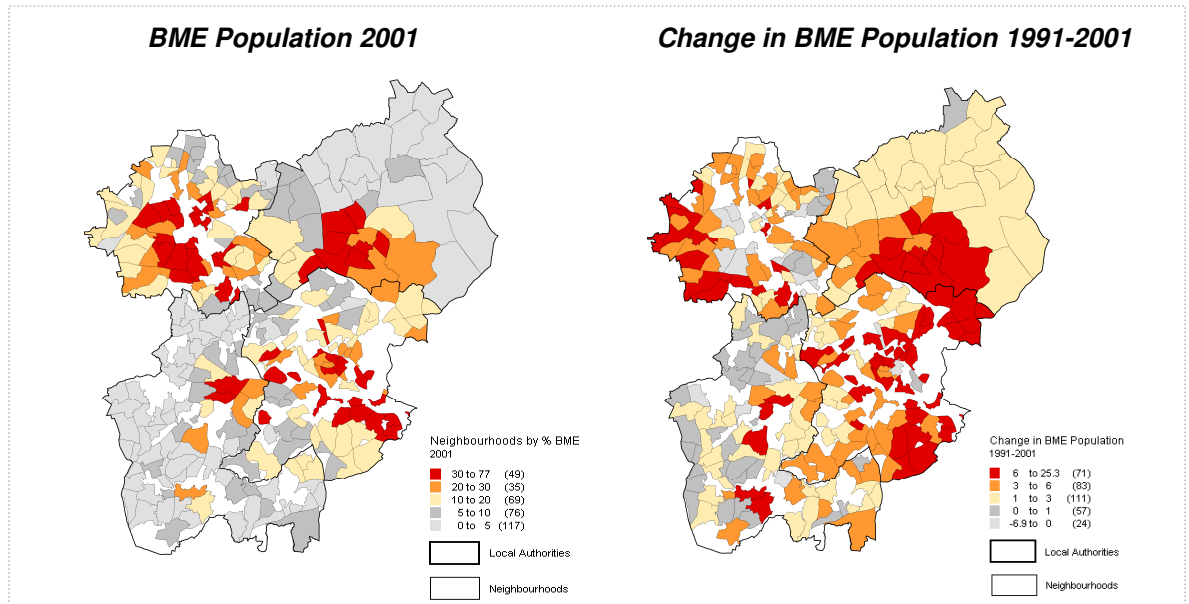 BME Population 2001
Change in BME Population 1991-2001
Neighbourhoods by % BME
2001
30 to 77 (49)
20 to 30 (35)
10 to 20 (69)
5 to 10 (76)
0 to 5 (117)
Local Authorities
Neighbourhoods
Change in BME Population
1991-2001
6 to 25.3 (71)
3 to 6 (83)
1 to 3 (111)
0 to 1 (57)
-6.9 to 0 (24)
Local Authorities
Neighbourhoods